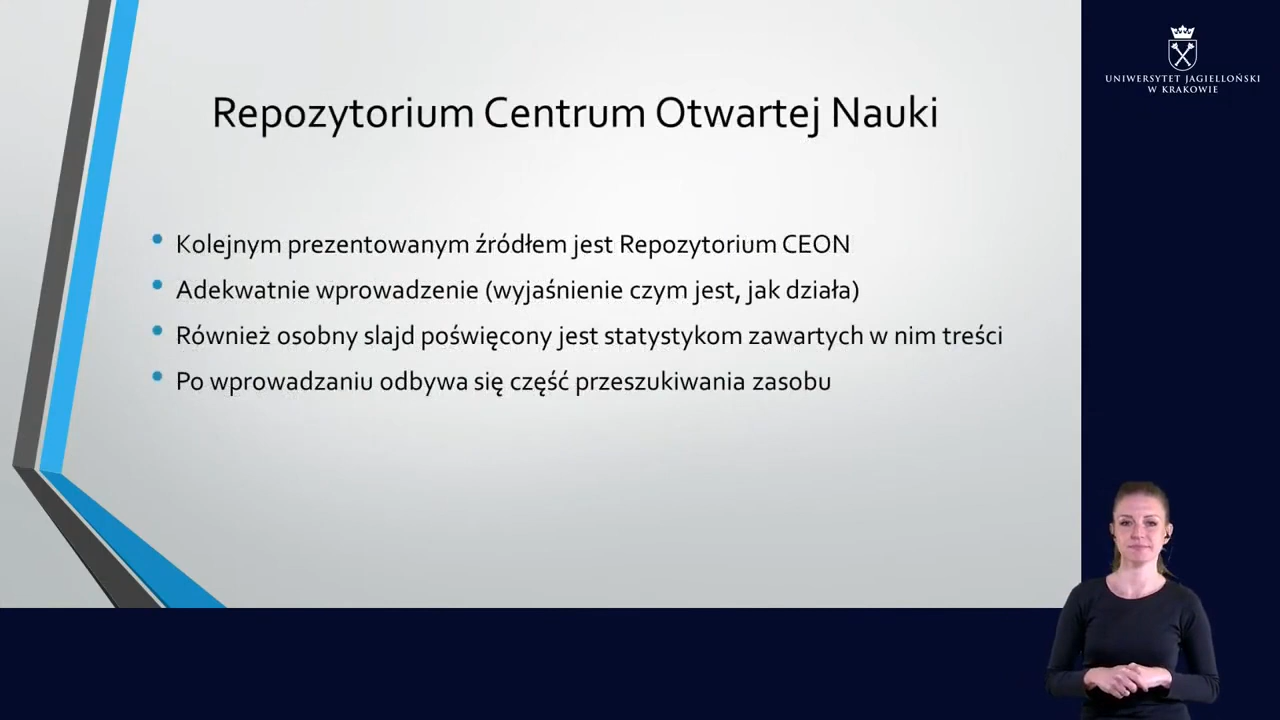 Repozytorium Centrum Otwartej Nauki
Kolejnym prezentowanym źródłem jest Repozytorium CEON
Adekwatnie wprowadzenie (wyjaśnienie czym jest, jak działa)
Również osobny slajd poświęcony jest statystykom zawartych w nim treści
Po wprowadzaniu odbywa się część przeszukiwania zasobu
UNIWERSYTET JAGIELLOŃSKI
W KRAKOWIE